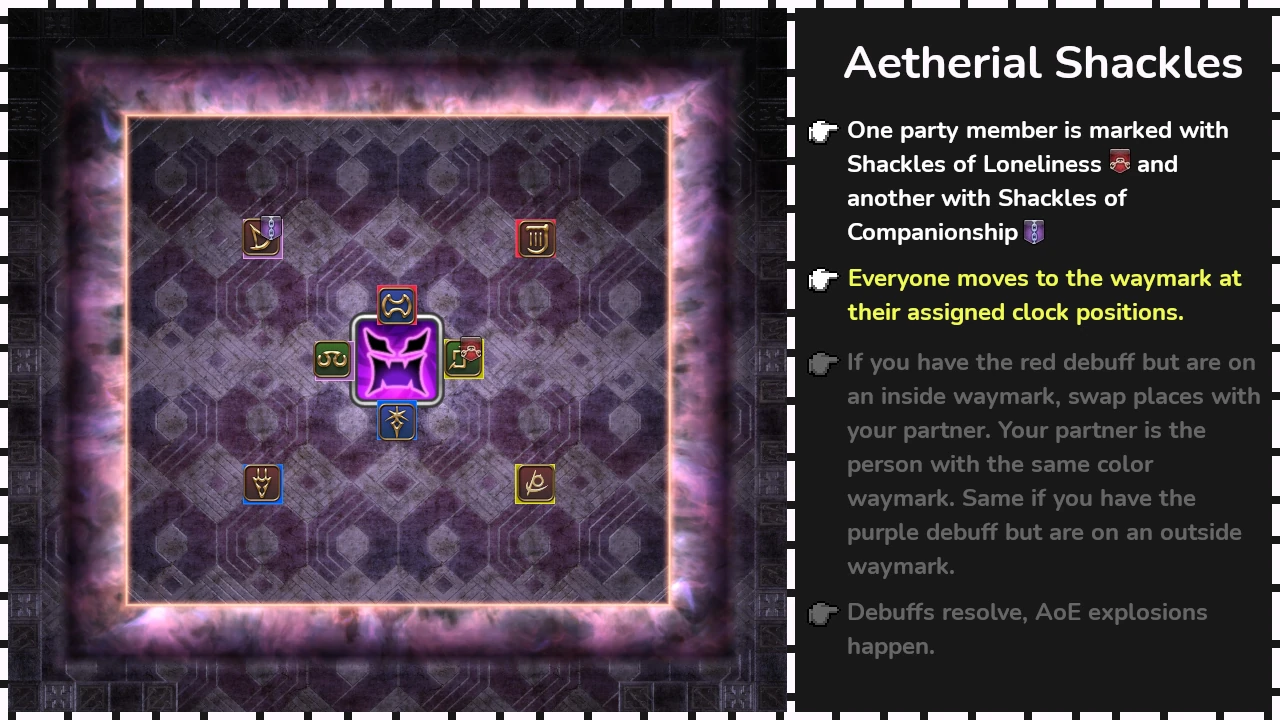 Aetherial Shackles
One party member is marked with
Shackles of Loneliness and
another with Shackles of
Companionship
Everyone moves to the waymark at
their assigned clock positions.
If you have the red debuff but are on
an inside waymark, swap places with
your partner. Your partner is the
person with the same color
waymark. Same if you have the
purple debuff but are on an outside
waymark.
Debuffs resolve, AoE explosions
happen.